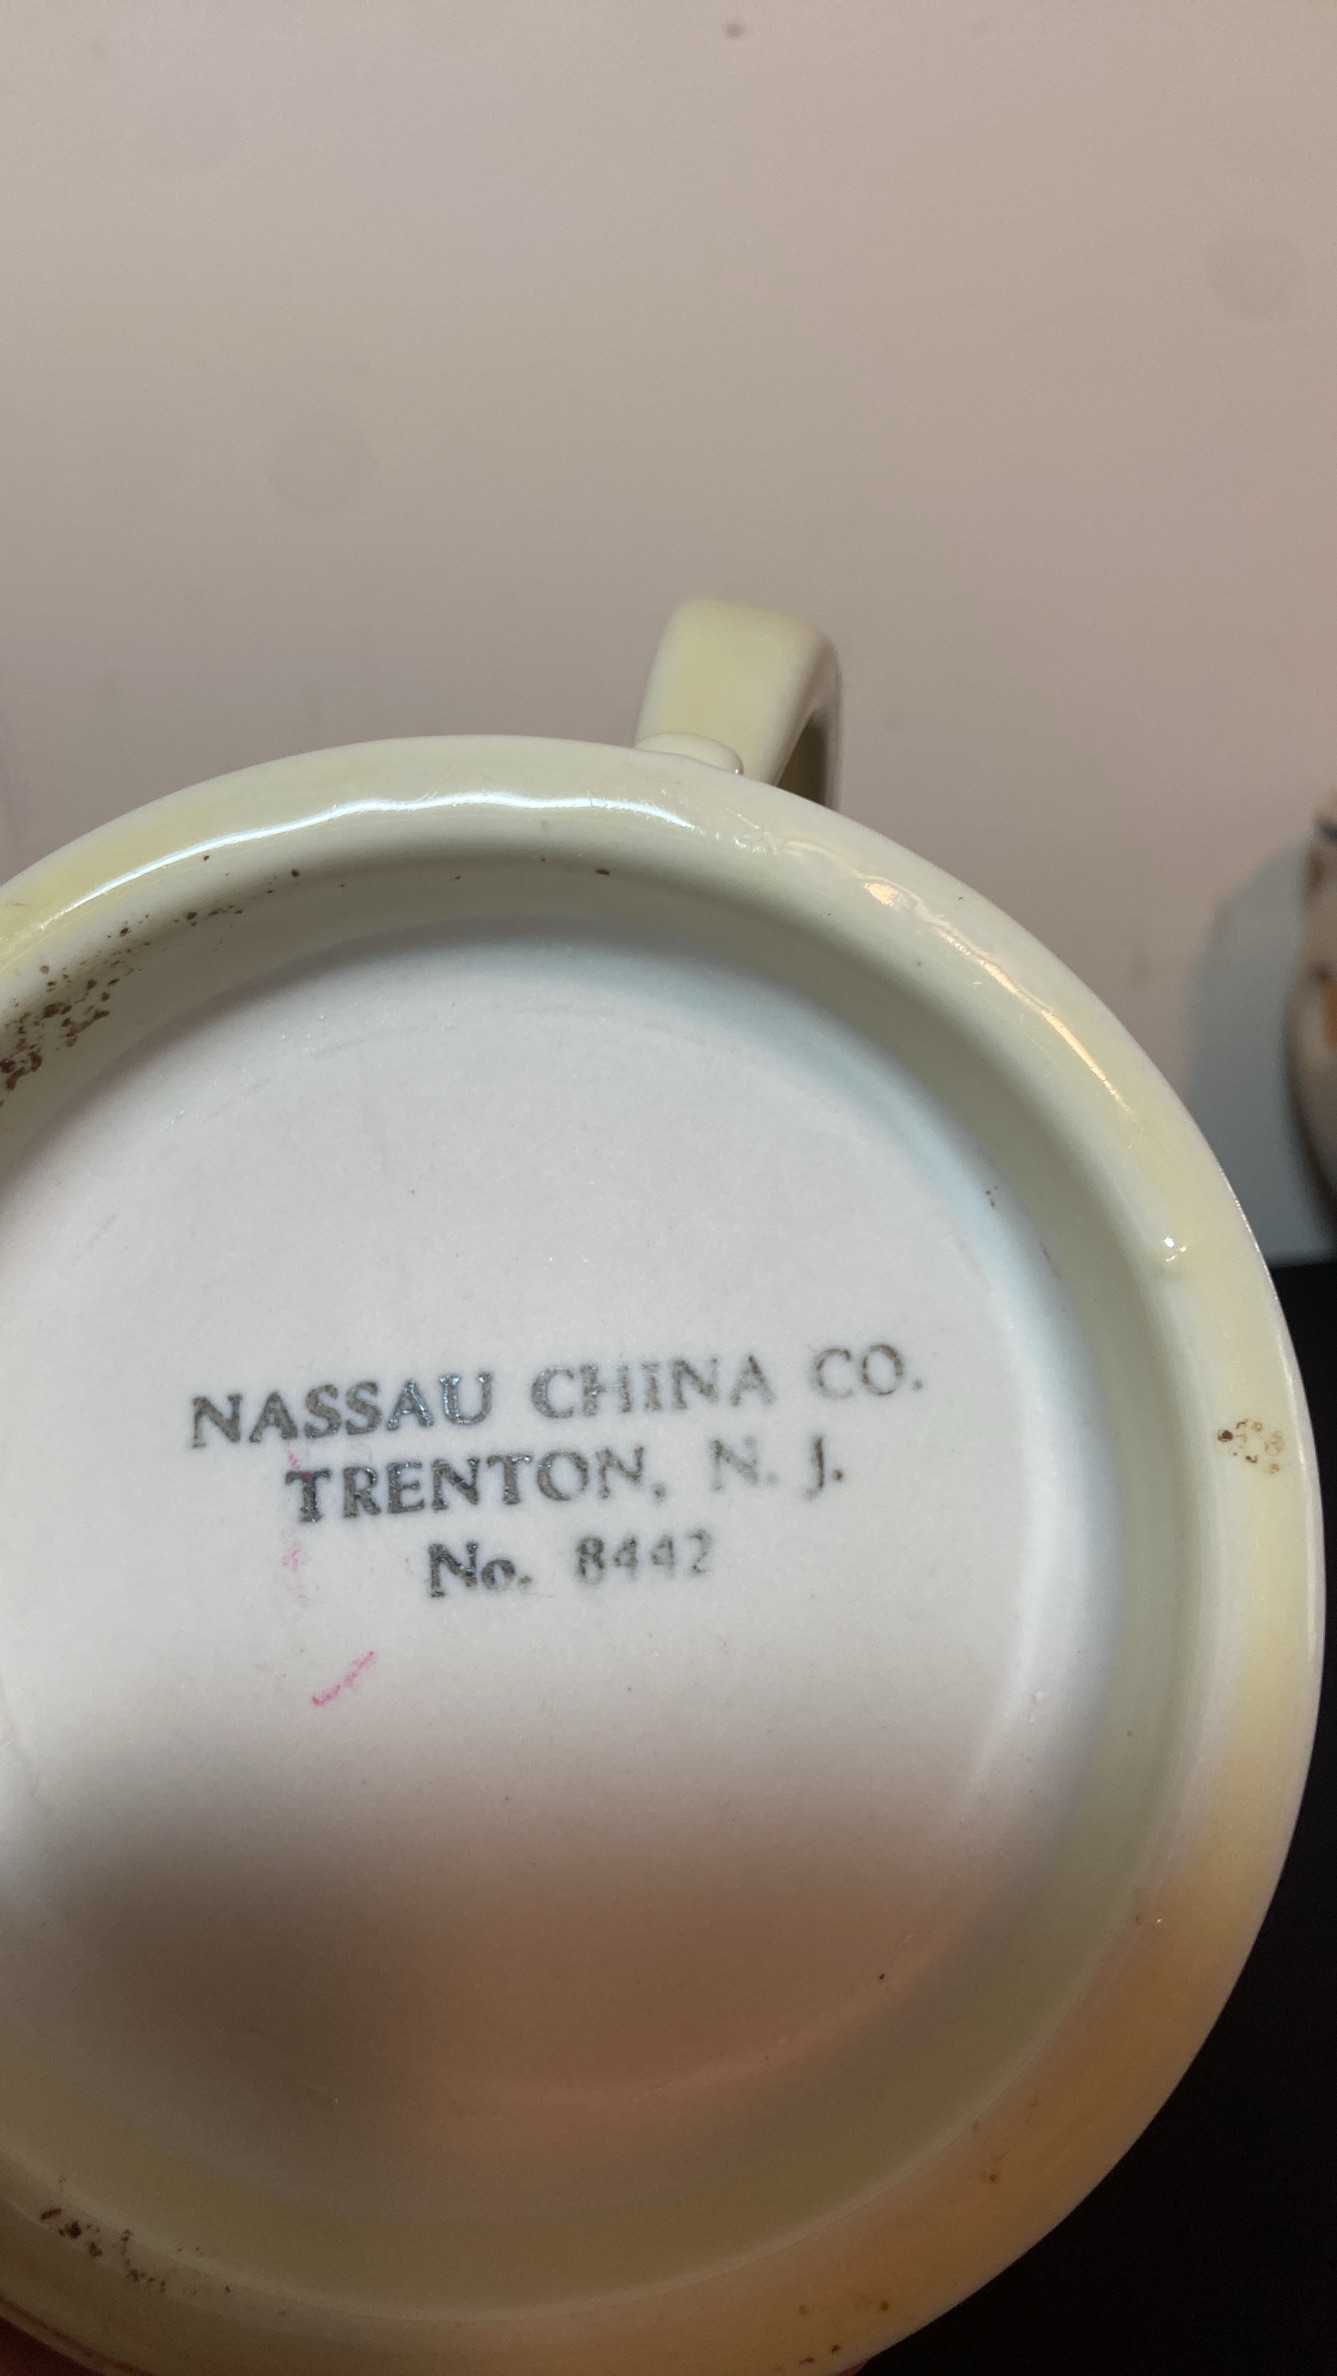 NASSAU CHINA CO.
TRENTON, N. J.
No. 8442